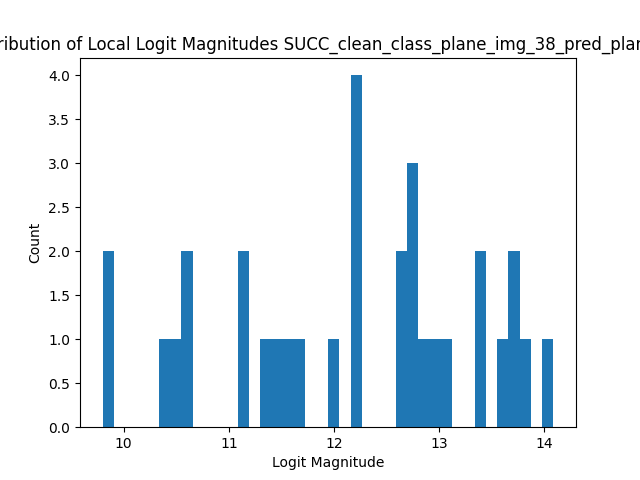 ribution of Local Logit Magnitudes SUCC_clean_class_plane_img_38_pred_plan
4.0
3.5
3.0
2.5
2.0
1.5
1.0
0.5
0.0
Count
10 11 12 13 14
Logit Magnitude